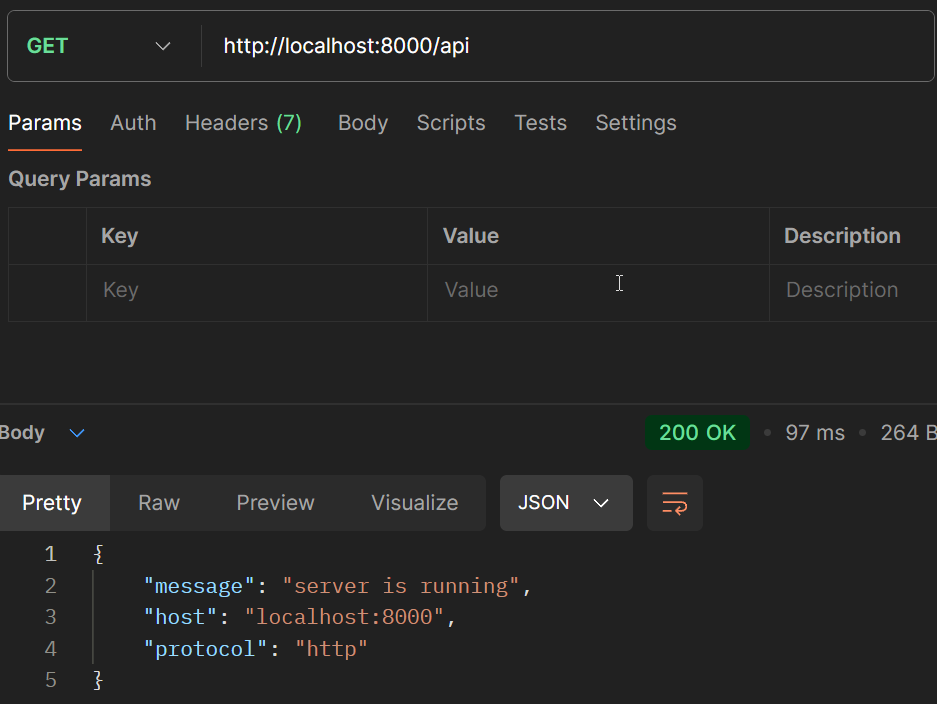 GET http://localhost:8000/api
Params Auth Headers (7) Body Scripts Tests Settings
Query Params
Key Value Description
Key Value Description
Body 200 OK • 97 ms • 264 B
Pretty Raw Preview Visualize JSON
1 {
2 "message": "server is running",
3 "host": "localhost:8000",
4 "protocol": "http"
5 }